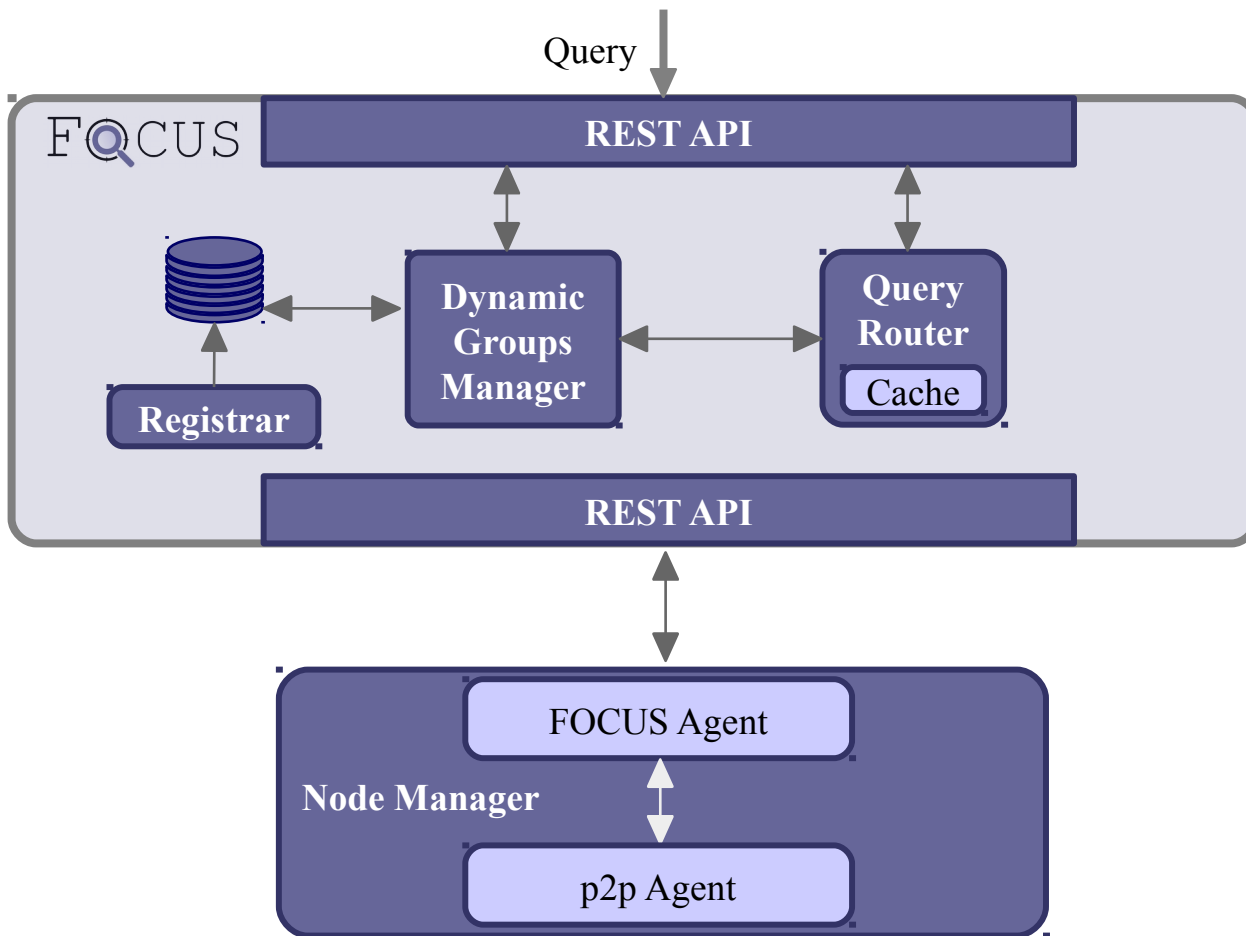 Query
REST API
FOCUS
Dynamic
Groups
Manager
Query
Router
Cache
Registrar
REST API
FOCUS Agent
Node Manager
p2p Agent